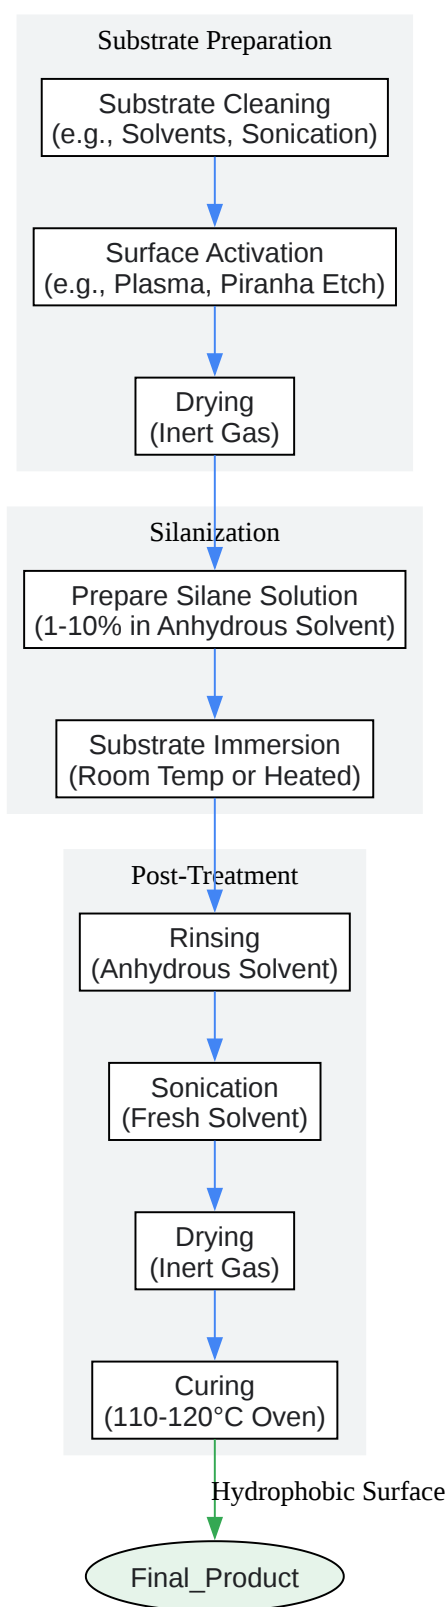 Substrate Preparation
Substrate Cleaning
(e.g., Solvents, Sonication)
Surface Activation
(e.g., Plasma, Piranha Etch)
Drying
(Inert Gas)
Silanization
Prepare Silane Solution
(1-10% in Anhydrous Solvent)
Substrate Immersion
(Room Temp or Heated)
Post-Treatment
Rinsing
(Anhydrous Solvent)
Sonication
(Fresh Solvent)
Drying
(Inert Gas)
Curing
(110-120°C Oven)
Hydrophobic Surface
Final_Product